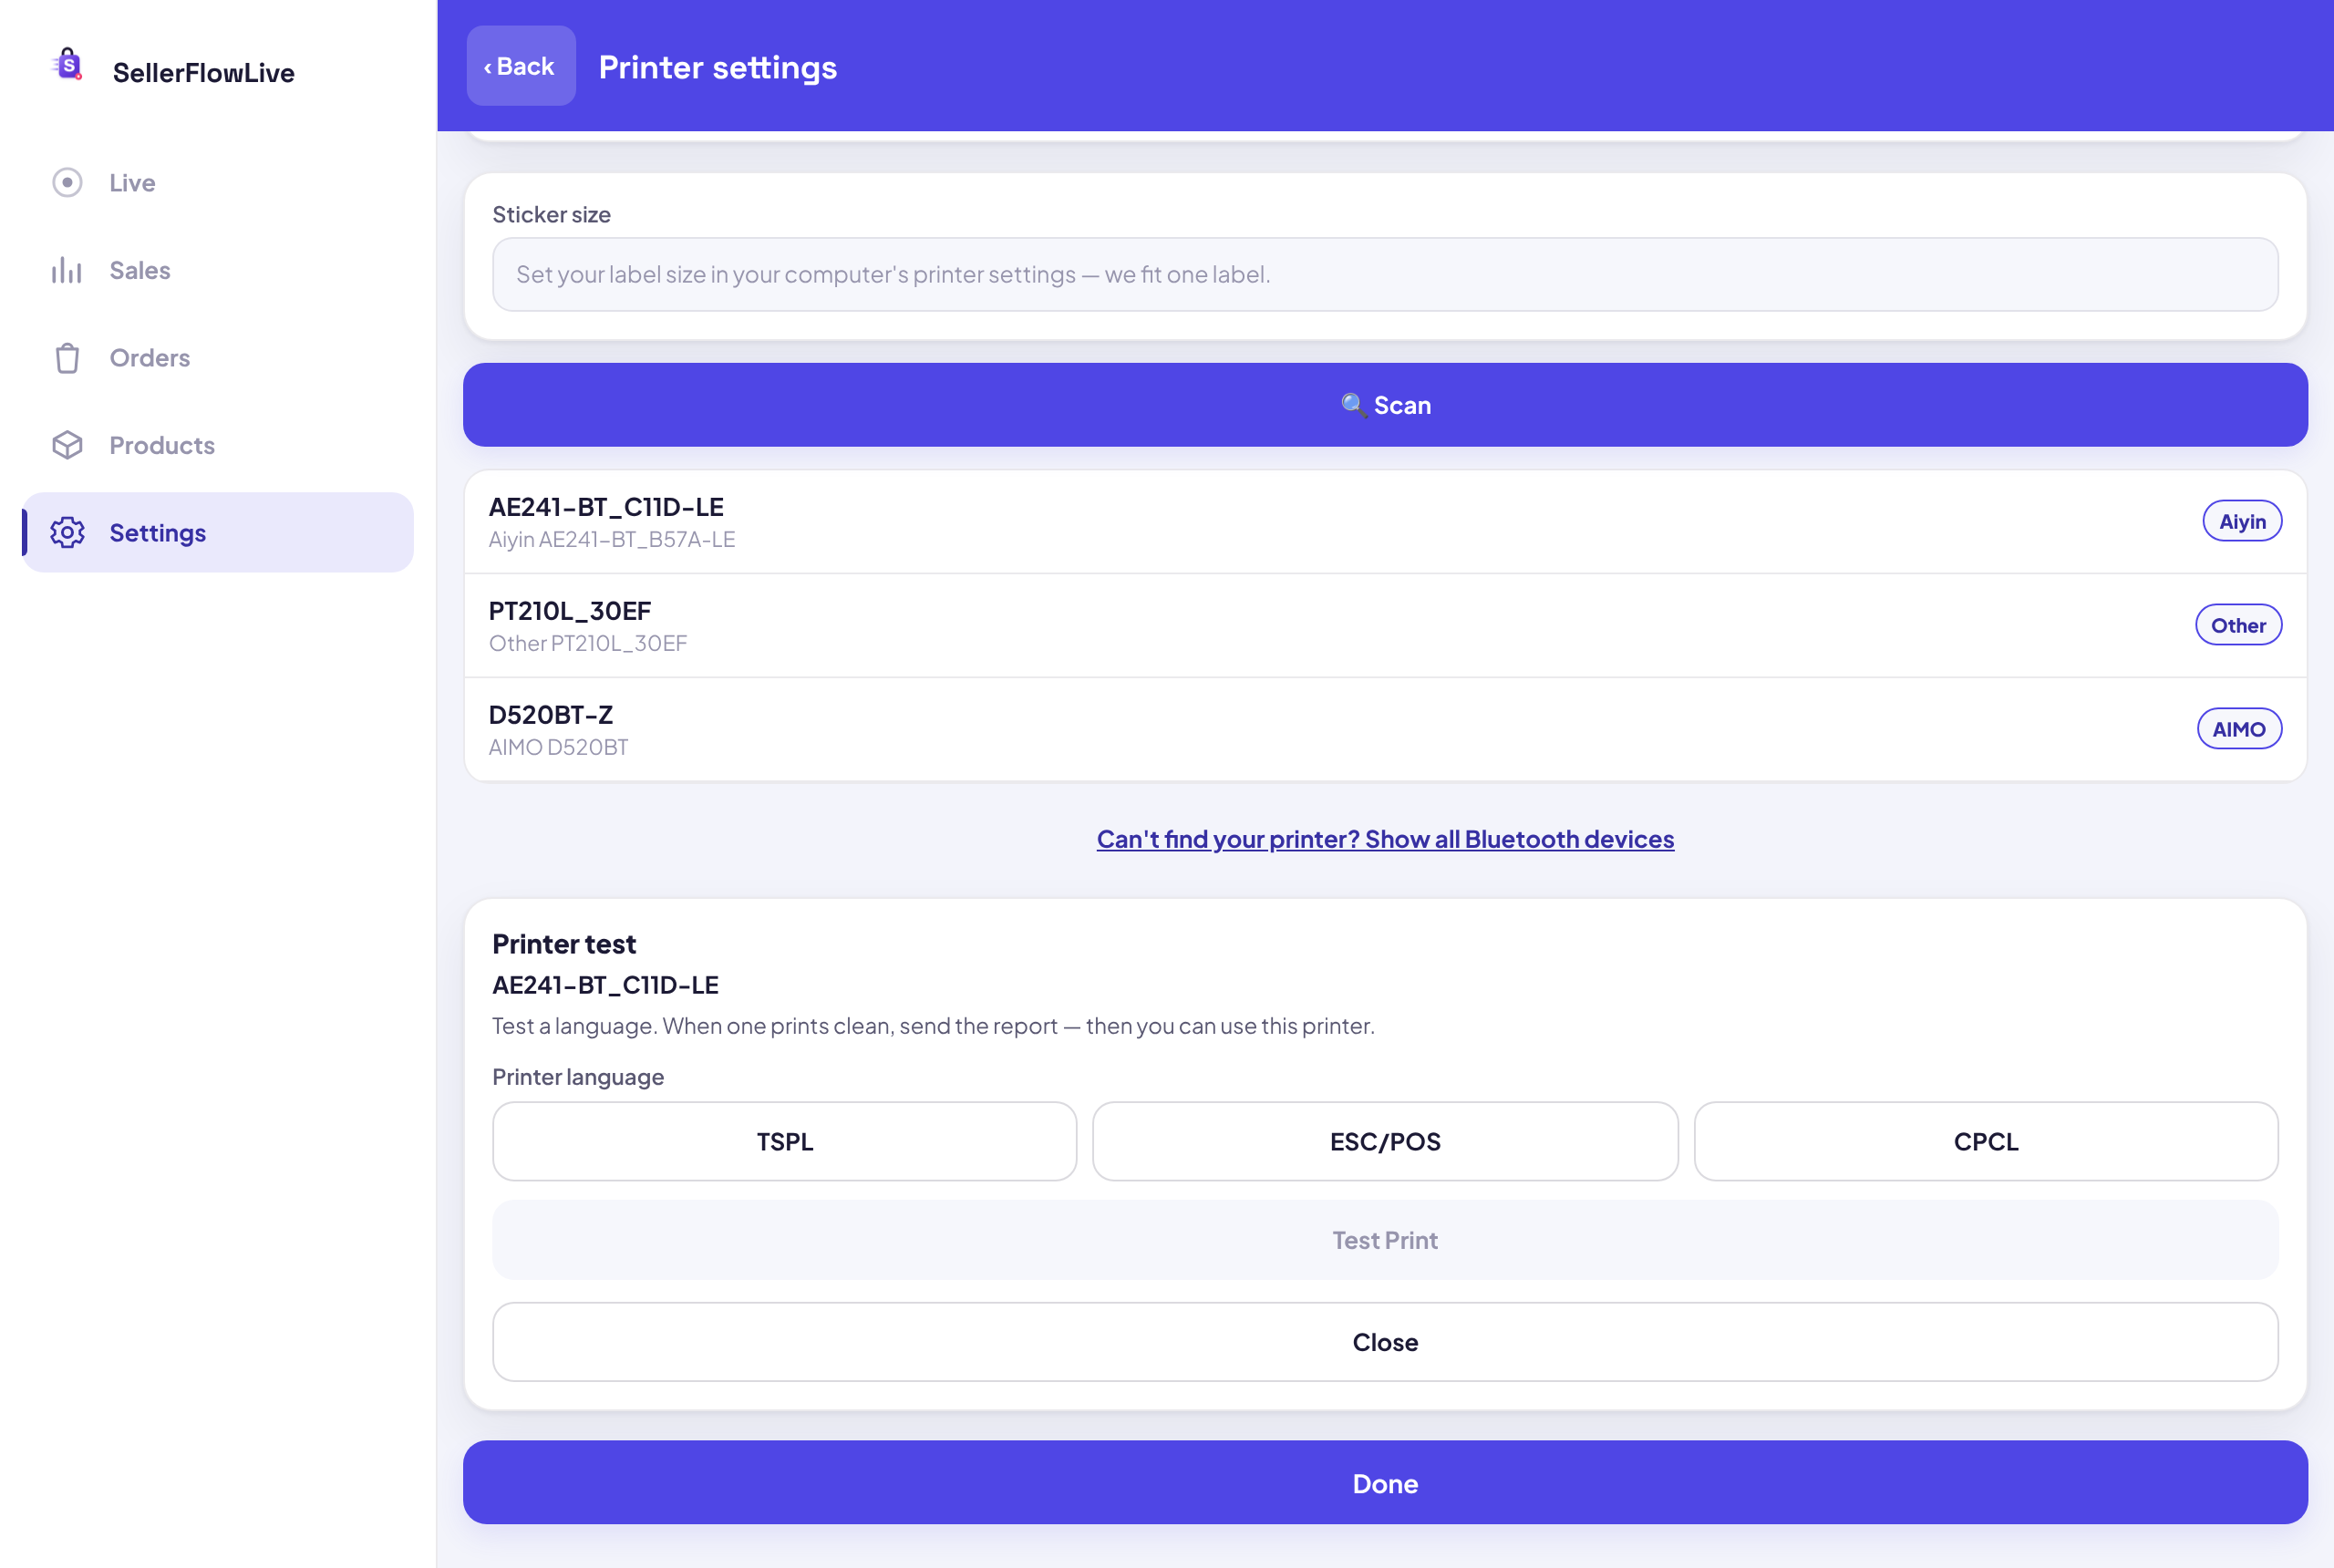 SellerFlowLive
Live
Sales
Orders
Products
Settings
‹ Back
Printer settings
Sticker size
Set your label size in your computer's printer settings — we fit one label.
🔍 Scan
AE241-BT_C11D-LE
Aiyin AE241-BT_B57A-LE
Aiyin
PT210L_30EF
Other PT210L_30EF
Other
D520BT-Z
AIMO D520BT
AIMO
Can't find your printer? Show all Bluetooth devices
Printer test
AE241-BT_C11D-LE
Test a language. When one prints clean, send the report — then you can use this printer.
Printer language
TSPL
ESC/POS
CPCL
Test Print
Close
Done